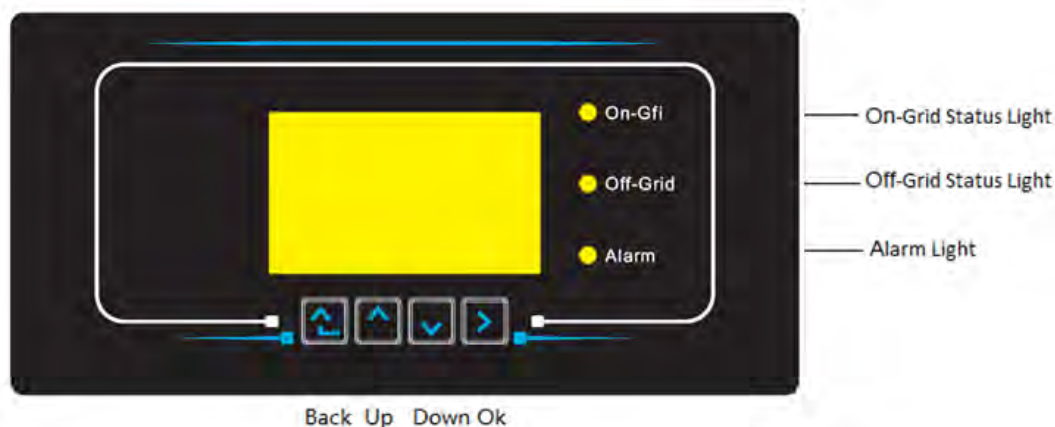 On-Gfi
On-Grid Status Light
Off-Grid
Off-Grid Status Light
Alarm
Alarm Light
Back Up Down Ok